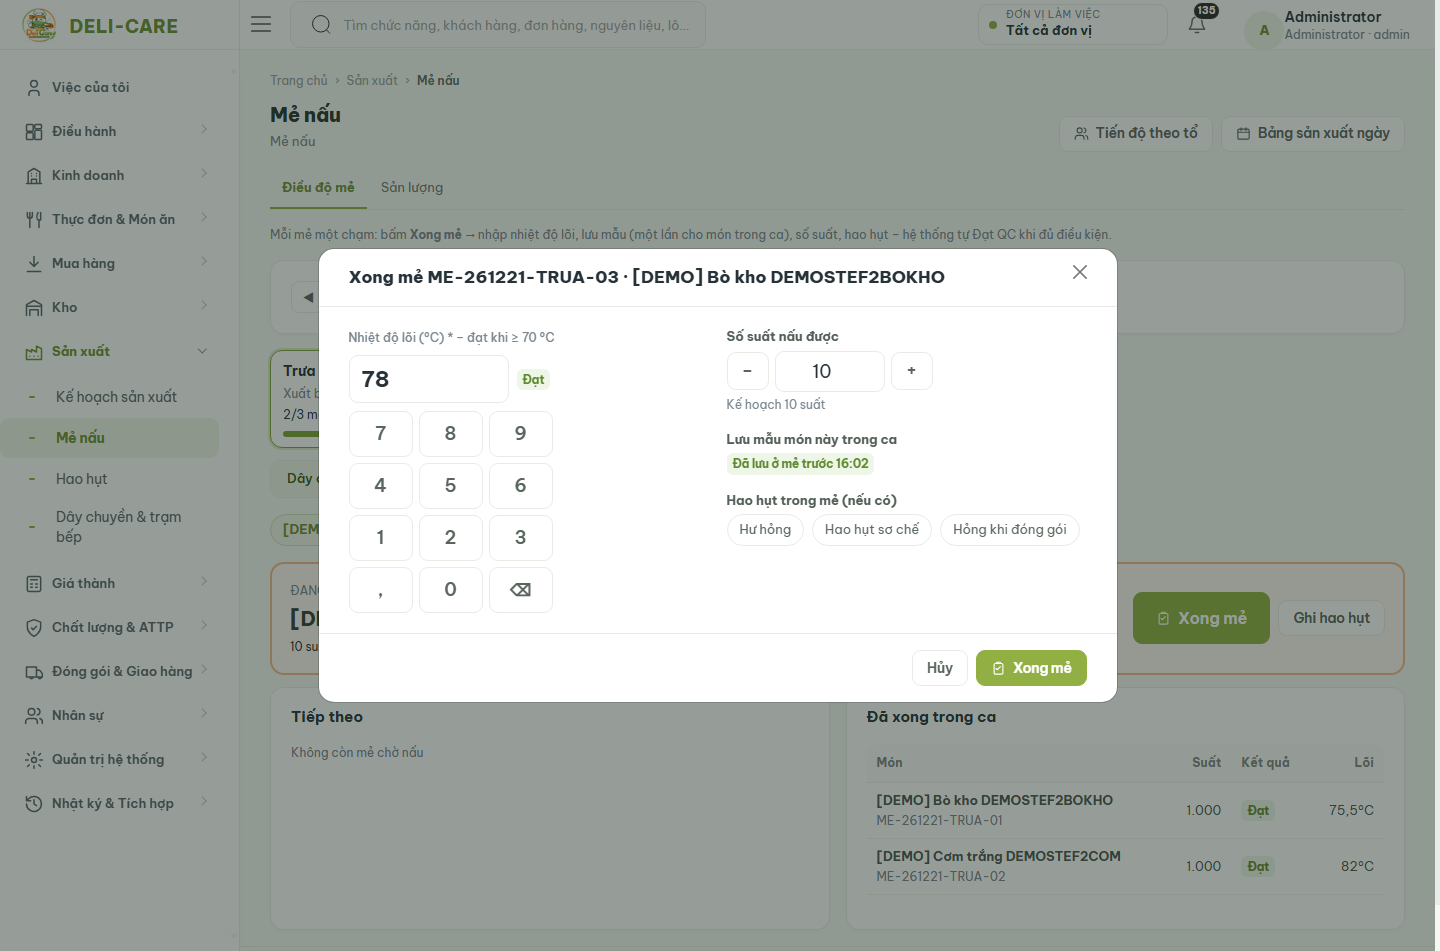 DELI-CARE
Tìm chức năng, khách hàng, đơn hàng, nguyên liệu, lô...
ĐƠN VỊ LÀM VIỆC
Tất cả đơn vị
135
A
Administrator
Administrator · admin
Việc của tôi
Điều hành
Kinh doanh
Thực đơn & Món ăn
Mua hàng
Kho
Sản xuất
Kế hoạch sản xuất
Mẻ nấu
Hao hụt
Dây chuyền & trạm
bếp
Giá thành
Chất lượng & ATTP
Đóng gói & Giao hàng
Nhân sự
Quản trị hệ thống
Nhật ký & Tích hợp
Trang chủ › Sản xuất › Mẻ nấu
Mẻ nấu
Mẻ nấu
Tiến độ theo tổ
Bảng sản xuất ngày
Điều độ mẻ
Sản lượng
Mỗi mẻ một chạm: bấm Xong mẻ → nhập nhiệt độ lõi, lưu mẫu (một lần cho món trong ca), số suất, hao hụt – hệ thống tự Đạt QC khi đủ điều kiện.
Trưa
Xuất b
2/3 m
Dây c
[DEM
ĐANG
[DE
10 su
Xong mẻ
Ghi hao hụt
Xong mẻ ME-261221-TRUA-03 · [DEMO] Bò kho DEMOSTEF2BOKHO
Nhiệt độ lõi (°C) * – đạt khi ≥ 70 °C
78
Đạt
7 8 9
4 5 6
1 2 3
, 0 ⌫
Số suất nấu được
− 10 +
Kế hoạch 10 suất
Lưu mẫu món này trong ca
Đã lưu ở mẻ trước 16:02
Hao hụt trong mẻ (nếu có)
Hư hỏng
Hao hụt sơ chế
Hỏng khi đóng gói
Hủy
Xong mẻ
Tiếp theo
Không còn mẻ chờ nấu
Đã xong trong ca
Món Suất Kết quả Lõi
[DEMO] Bò kho DEMOSTEF2BOKHO
ME-261221-TRUA-01
1.000 Đạt 75,5°C
[DEMO] Cơm trắng DEMOSTEF2COM
ME-261221-TRUA-02
1.000 Đạt 82°C